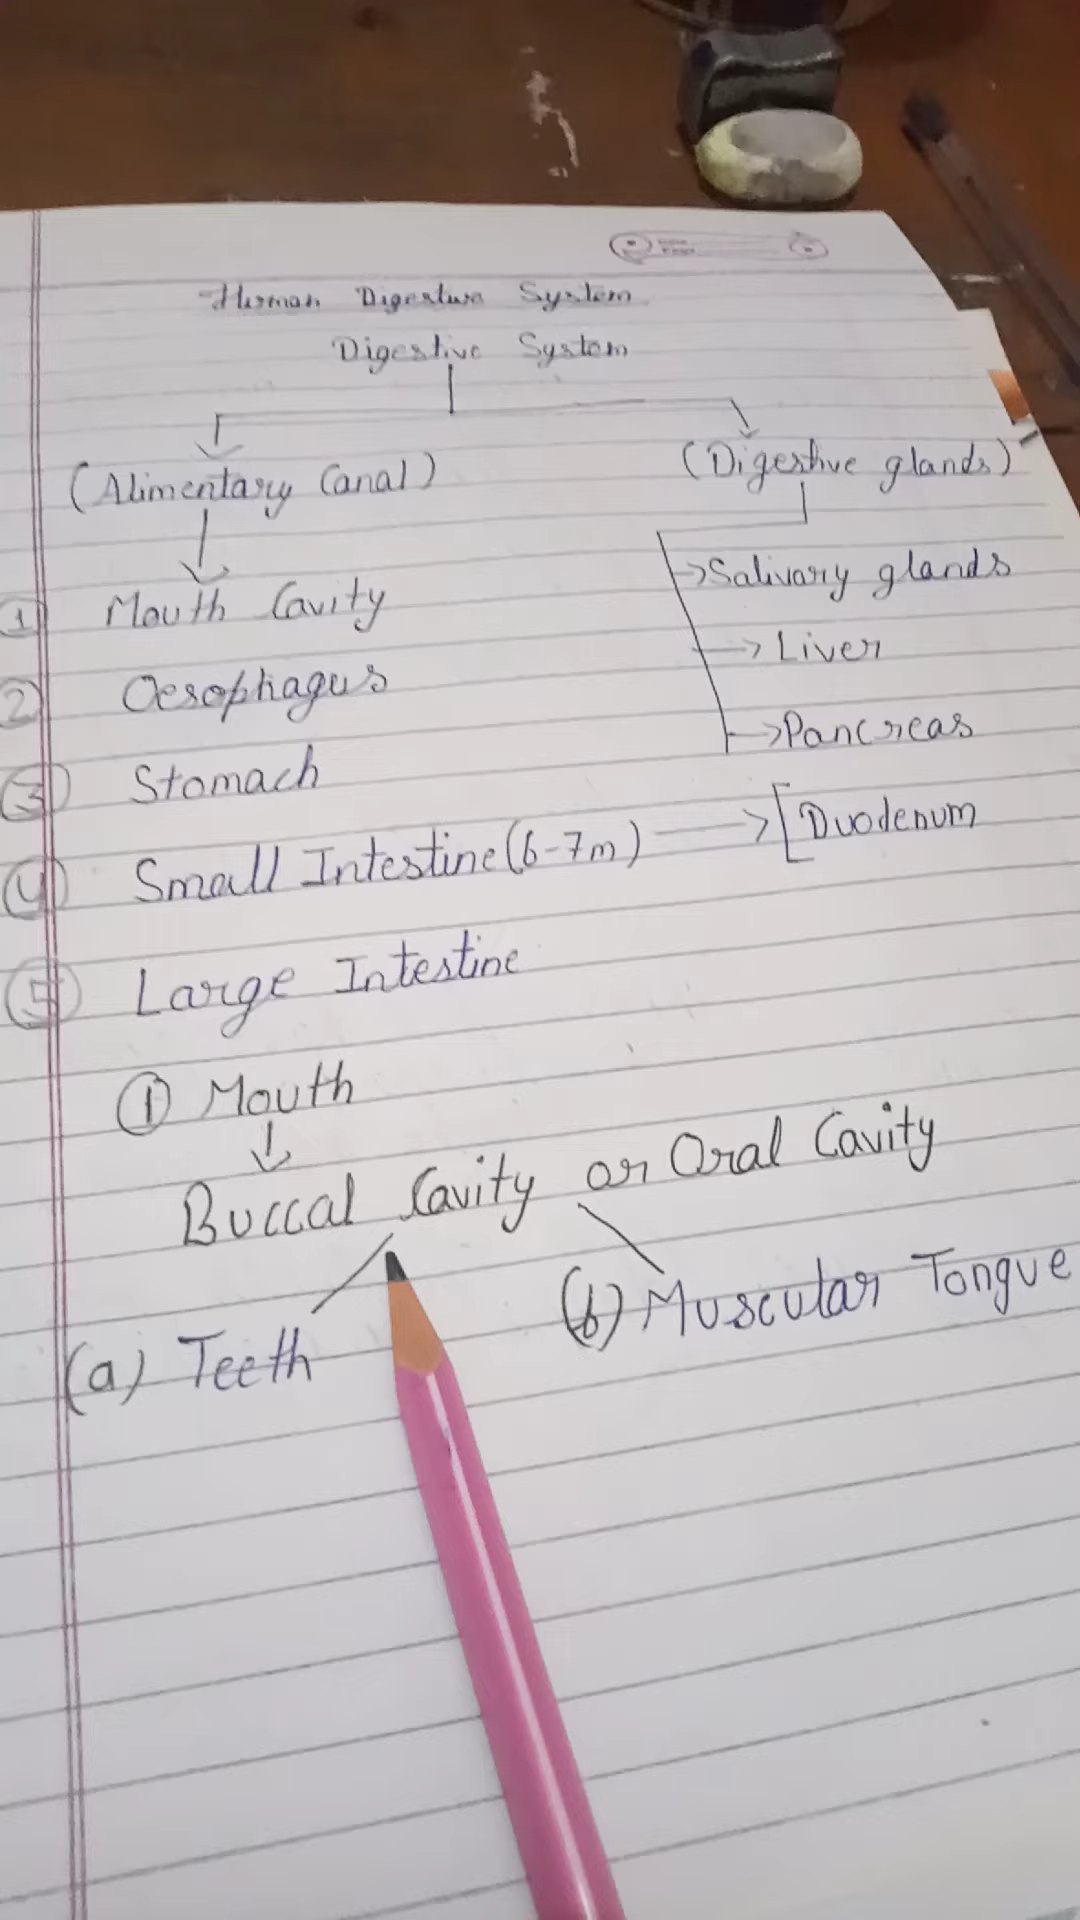 Human Digestive System
Digestive System
(Alimentary Canal)
(Digestive glands)
① Mouth Cavity
② Oesophagus
③ Stomach
④ Small Intestine (6-7m) → [Duodenum
⑤ Large Intestine
→ Salivary glands
→ Liver
→ Pancreas
① Mouth
Buccal Cavity or Oral Cavity
(a) Teeth
(b) Muscular Tongue